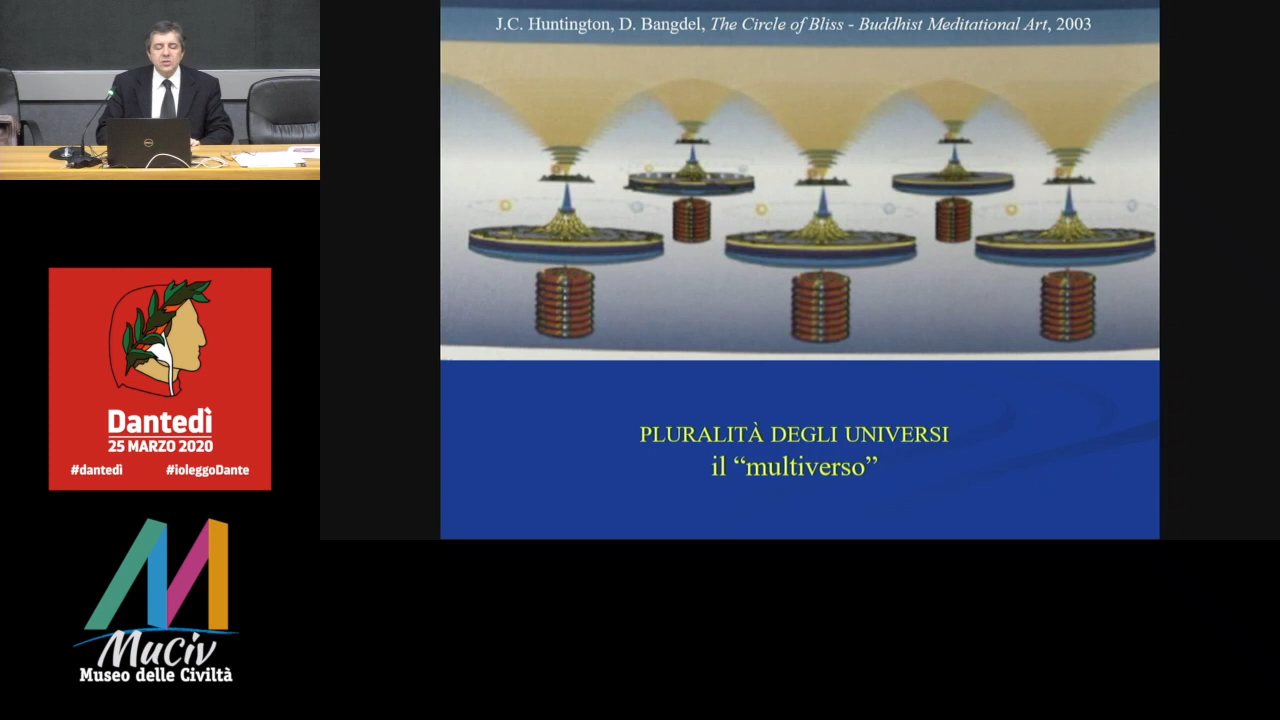 J.C. Huntington, D. Bangdel, The Circle of Bliss - Buddhist Meditational Art, 2003
PLURALITÀ DEGLI UNIVERSI
il “multiverso”
Dantedì
25 MARZO 2020
#dantedì #ioleggoDante
MuCiv
Museo delle Civiltà